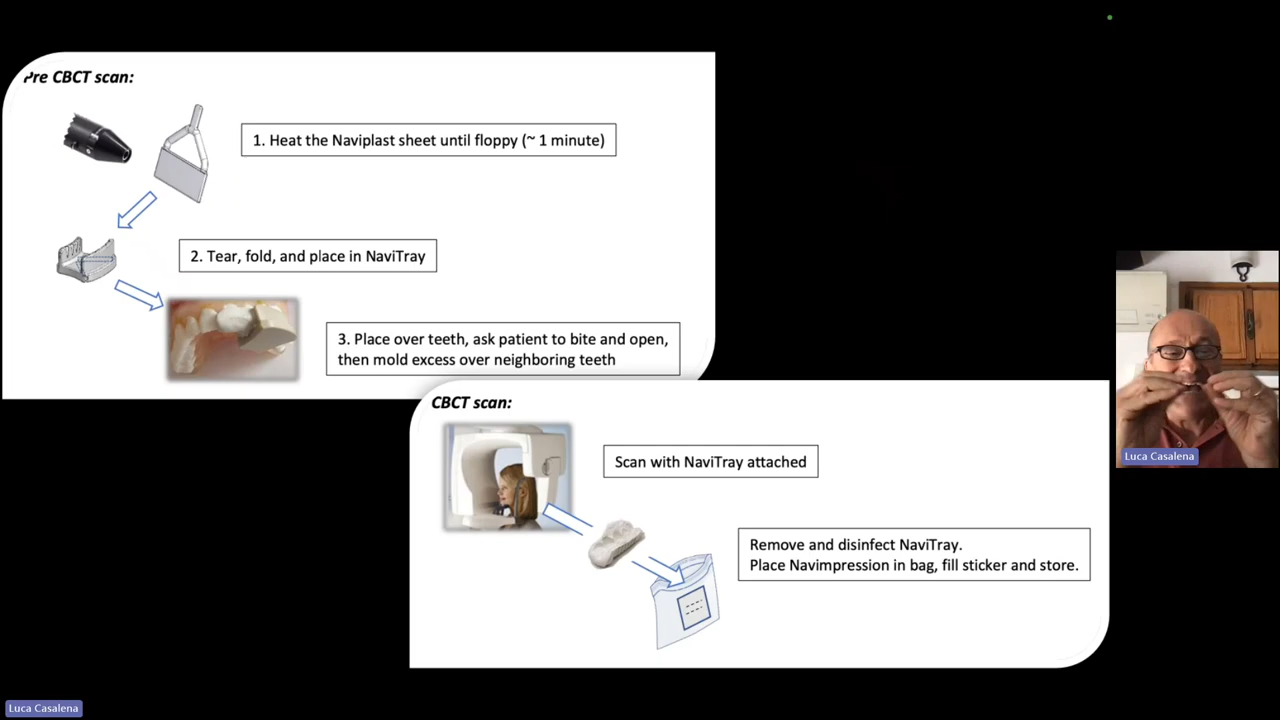 Pre CBCT scan:
1. Heat the Naviplast sheet until floppy (~ 1 minute)
2. Tear, fold, and place in NaviTray
3. Place over teeth, ask patient to bite and open,
then mold excess over neighboring teeth
CBCT scan:
Scan with NaviTray attached
Remove and disinfect NaviTray.
Place Navimpression in bag, fill sticker and store.
Luca Casalena
Luca Casalena